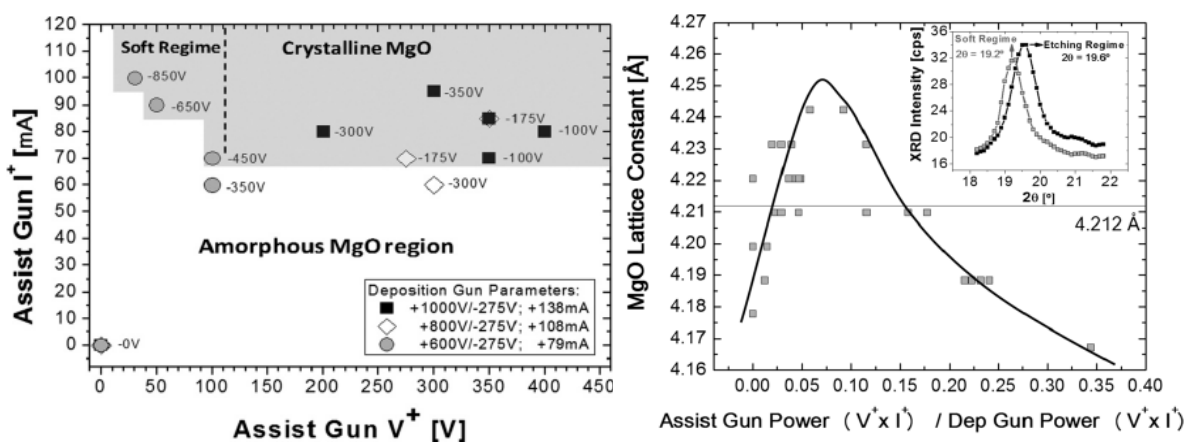 Assist Gun I⁺ [mA]
120
110
100
90
80
70
60
50
40
30
20
10
0
Soft Regime
Crystalline MgO
-850V
-650V
-450V
-350V
-350V
-300V
-175V
-100V
-175V
-100V
-300V
Amorphous MgO region
-0V
Deposition Gun Parameters:
+1000V/-275V; +138mA
+800V/-275V; +108mA
+600V/-275V; +79mA
0 50 100 150 200 250 300 350 400 450
Assist Gun V⁺ [V]
MgO Lattice Constant [Å]
4.27
4.26
4.25
4.24
4.23
4.22
4.21
4.20
4.19
4.18
4.17
4.16
XRD Intensity [cps]
36
32
28
24
20
16
Soft Regime
2θ = 19.2°
Etching Regime
2θ = 19.6°
18 19 20 21 22
2θ [º]
4.212 Å
0.00 0.05 0.10 0.15 0.20 0.25 0.30 0.35 0.40
Assist Gun Power (V⁺x I⁺) / Dep Gun Power (V⁺x I⁺)